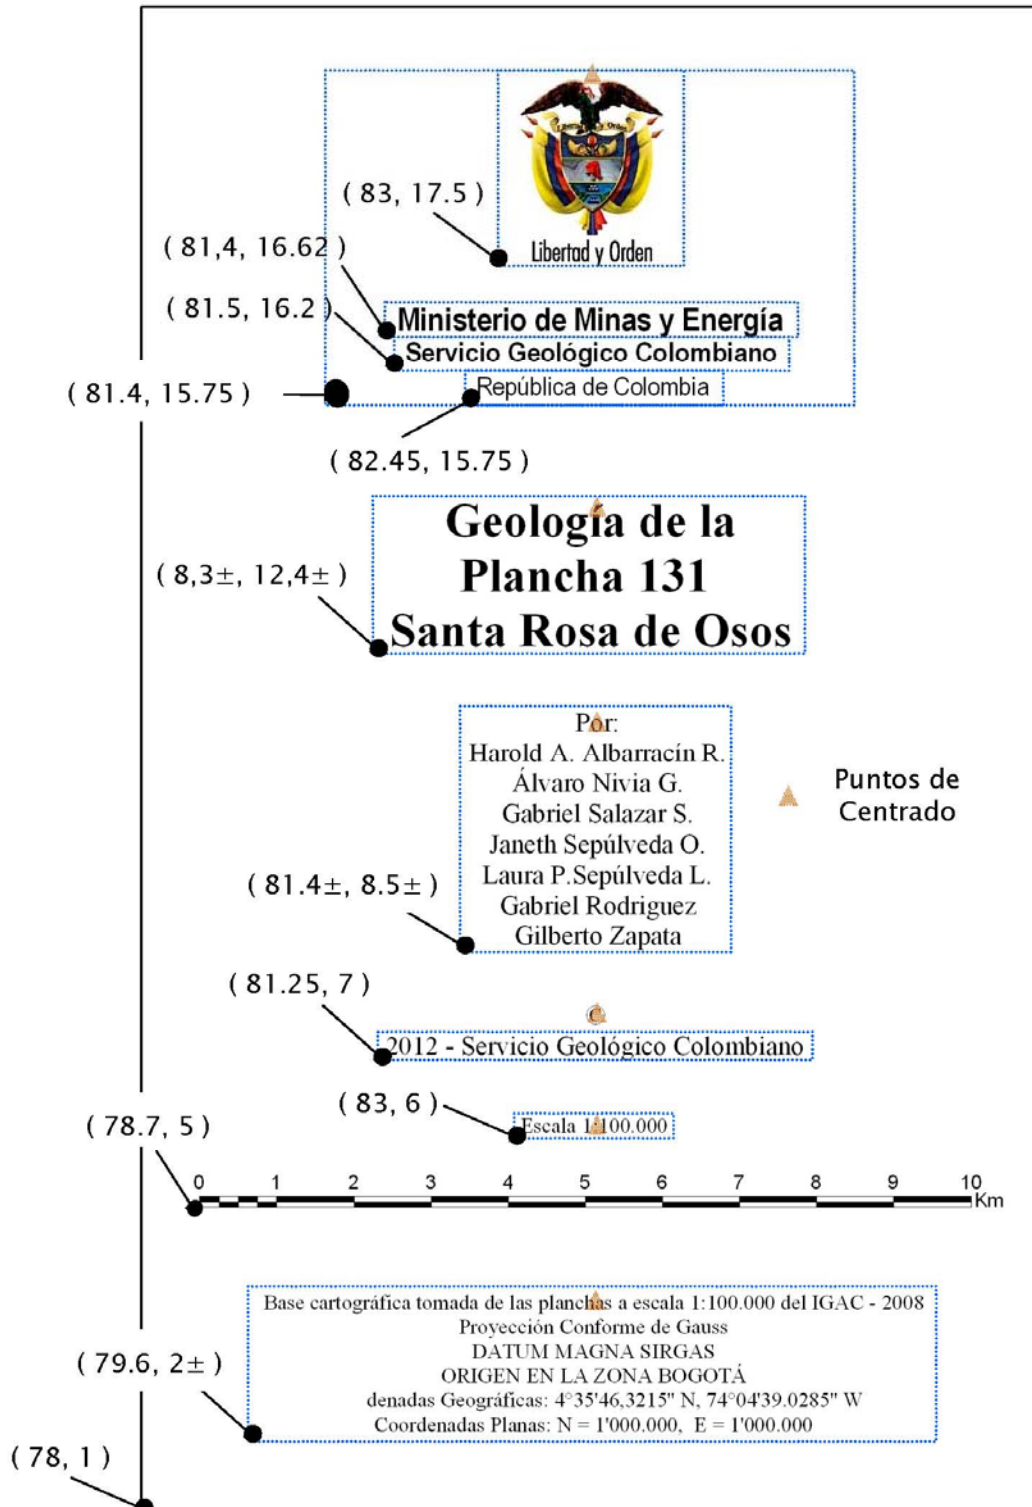 Libertad y Orden
( 83, 17.5 )
Libertad y Orden
( 81,4, 16.62 )
( 81.5, 16.2 )
Ministerio de Minas y Energía
Servicio Geológico Colombiano
República de Colombia
( 81.4, 15.75 )
( 82.45, 15.75 )
Geología de la
Plancha 131
Santa Rosa de Osos
( 8,3±, 12,4± )
Por:
Harold A. Albarracín R.
Álvaro Nivia G.
Gabriel Salazar S.
Janeth Sepúlveda O.
Laura P.Sepúlveda L.
Gabriel Rodriguez
Gilberto Zapata
Puntos de
Centrado
( 81.4±, 8.5± )
( 81.25, 7 )
©
2012 - Servicio Geológico Colombiano
( 83, 6 )
Escala 1:100.000
( 78.7, 5 )
0 1 2 3 4 5 6 7 8 9 10
Km
Base cartográfica tomada de las planchas a escala 1:100.000 del IGAC - 2008
Proyección Conforme de Gauss
DATUM MAGNA SIRGAS
ORIGEN EN LA ZONA BOGOTÁ
denadas Geográficas: 4°35'46,3215" N, 74°04'39.0285" W
Coordenadas Planas: N = 1'000.000, E = 1'000.000
( 79.6, 2± )
( 78, 1 )